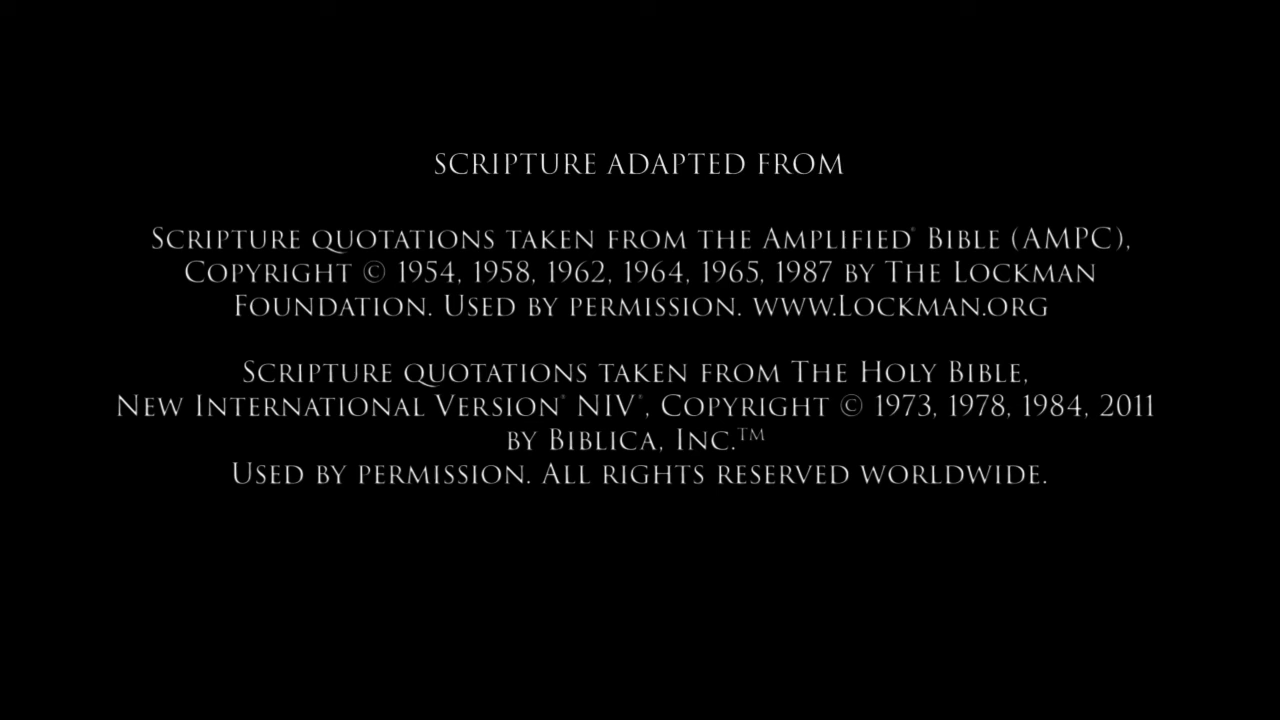 SCRIPTURE ADAPTED FROM
SCRIPTURE QUOTATIONS TAKEN FROM THE AMPLIFIED® BIBLE (AMPC),
COPYRIGHT © 1954, 1958, 1962, 1964, 1965, 1987 BY THE LOCKMAN
FOUNDATION. USED BY PERMISSION. WWW.LOCKMAN.ORG
SCRIPTURE QUOTATIONS TAKEN FROM THE HOLY BIBLE,
NEW INTERNATIONAL VERSION® NIV®, COPYRIGHT © 1973, 1978, 1984, 2011
BY BIBLICA, INC.™
USED BY PERMISSION. ALL RIGHTS RESERVED WORLDWIDE.